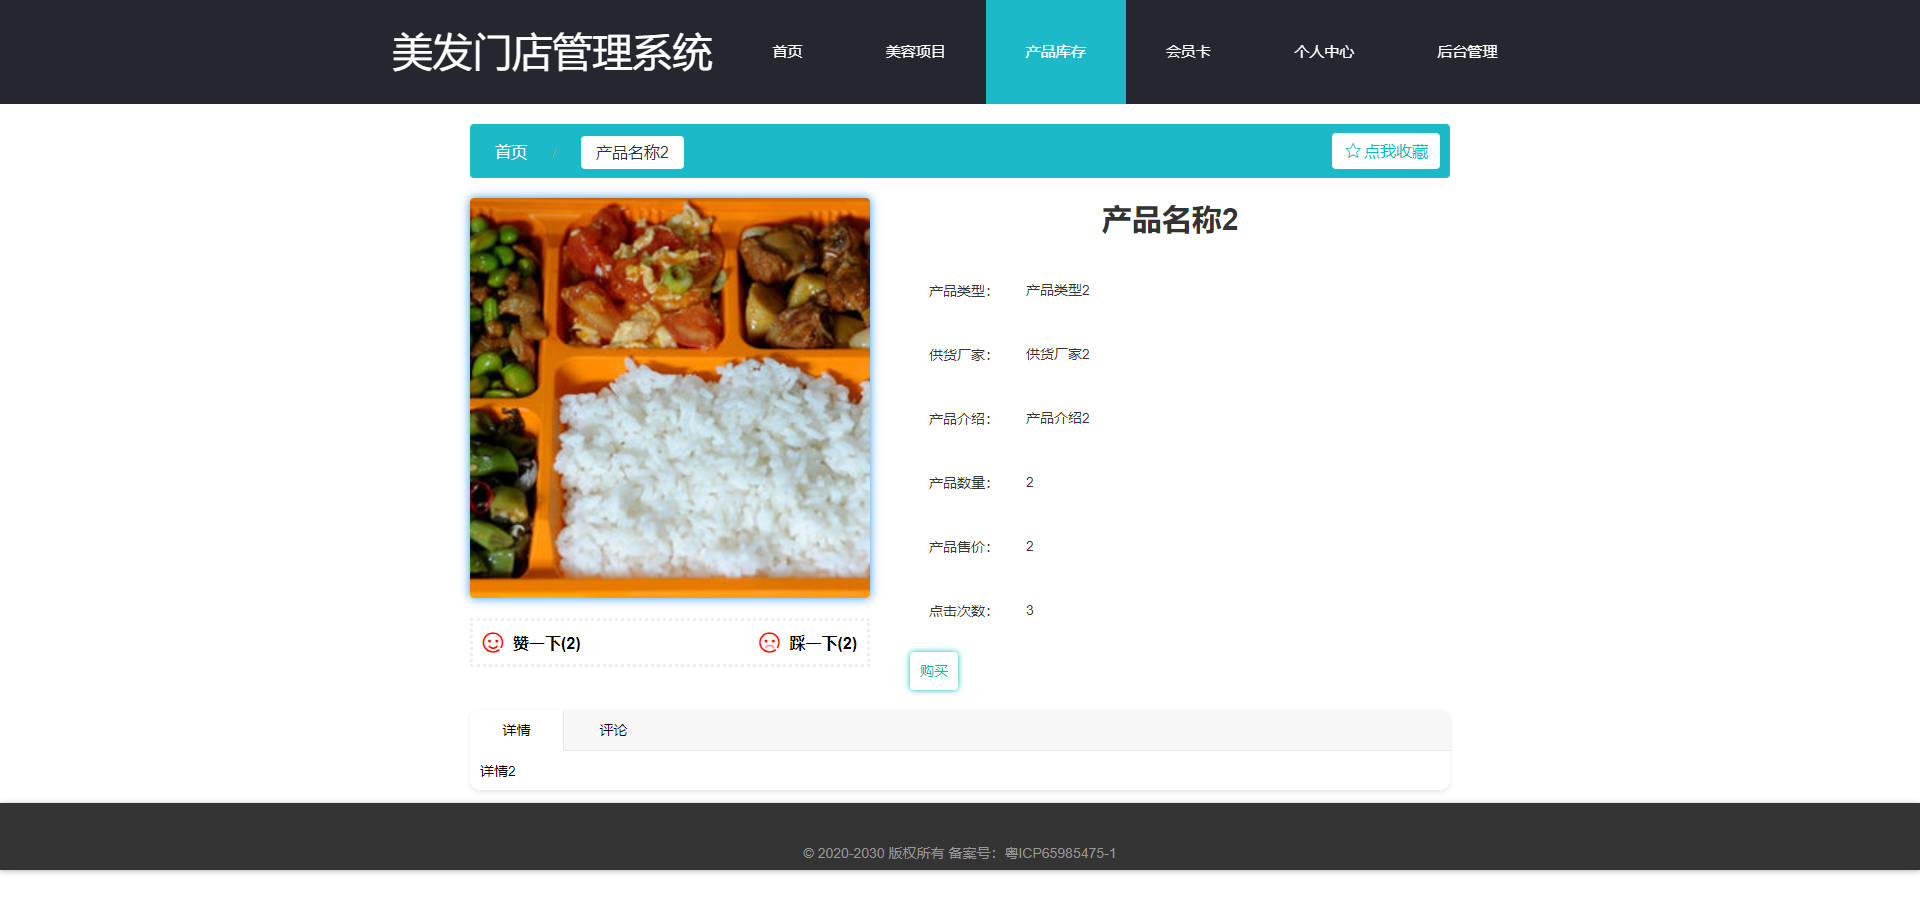 美发门店管理系统
首页
美容项目
产品库存
会员卡
个人中心
后台管理
首页 / 产品名称2
☆ 点我收藏
产品名称2
产品类型： 产品类型2
供货厂家： 供货厂家2
产品介绍： 产品介绍2
产品数量： 2
产品售价： 2
点击次数： 3
赞一下(2)
踩一下(2)
购买
详情
评论
详情2
© 2020-2030 版权所有 备案号：粤ICP65985475-1